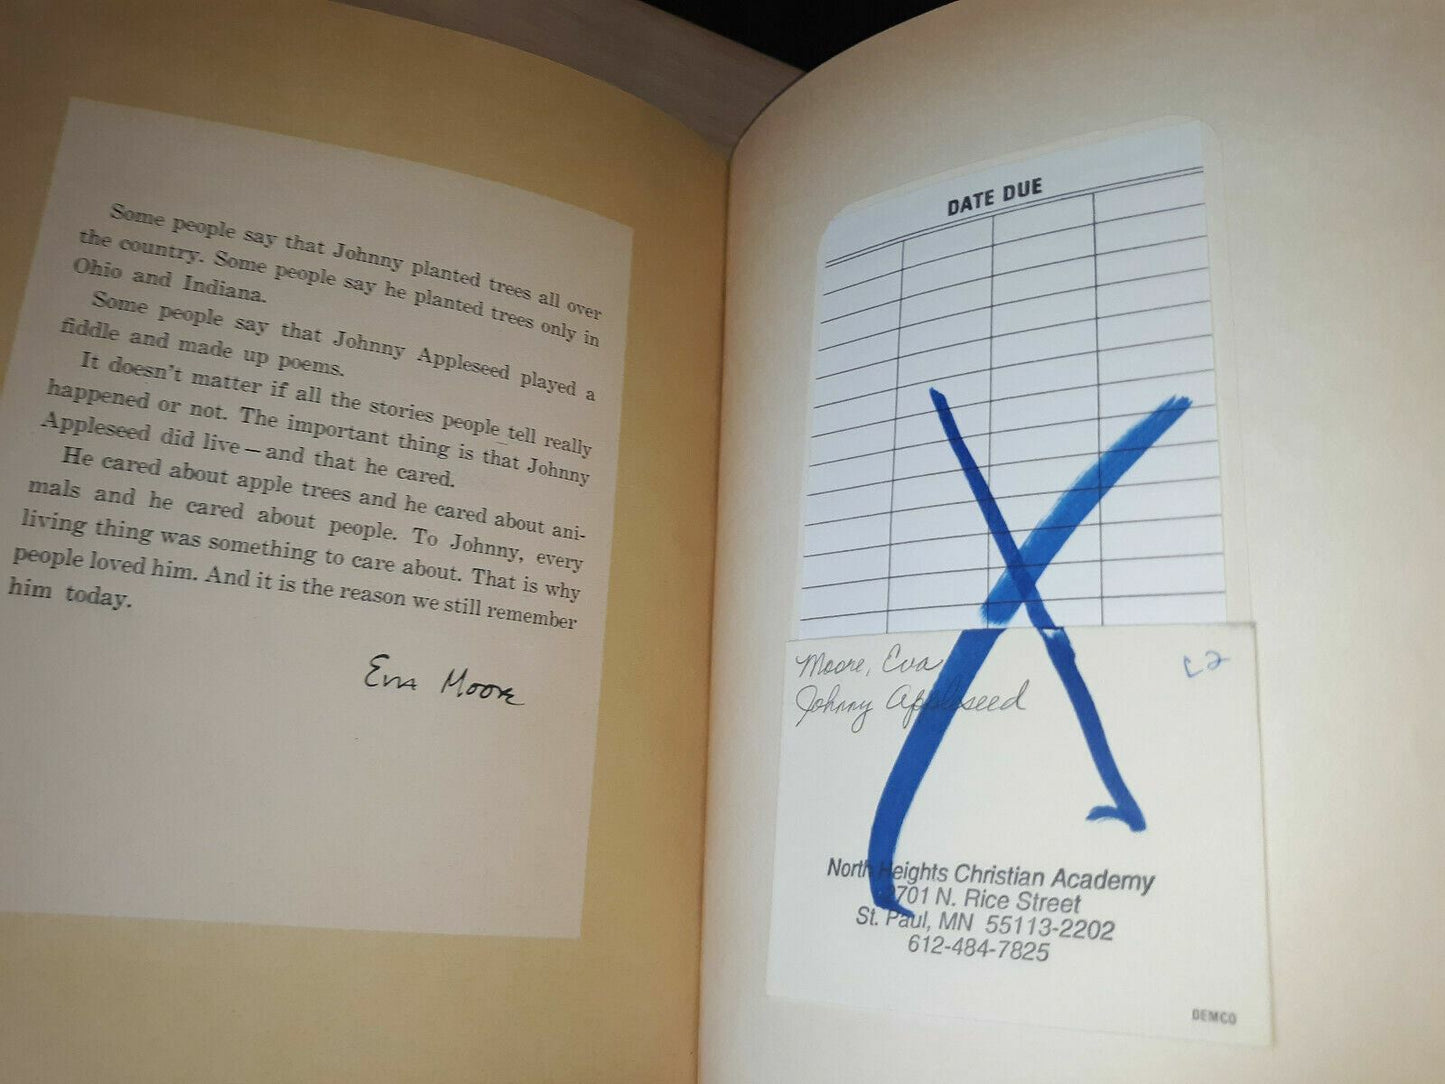 Some people say that Johnny planted trees all over
the country. Some people say he planted trees only in
Ohio and Indiana.
Some people say that Johnny Appleseed played a
fiddle and made up poems.
It doesn't matter if all the stories people tell really
happened or not. The important thing is that Johnny
Appleseed did live — and that he cared.
He cared about apple trees and he cared about ani-
mals and he cared about people. To Johnny, every
living thing was something to care about. That is why
people loved him. And it is the reason we still remember
him today.
Eva Moore
DATE DUE
Moore, Eva
Johnny Appleseed
North Heights Christian Academy
2701 N. Rice Street
St. Paul, MN 55113-2202
612-484-7825
DEMCO